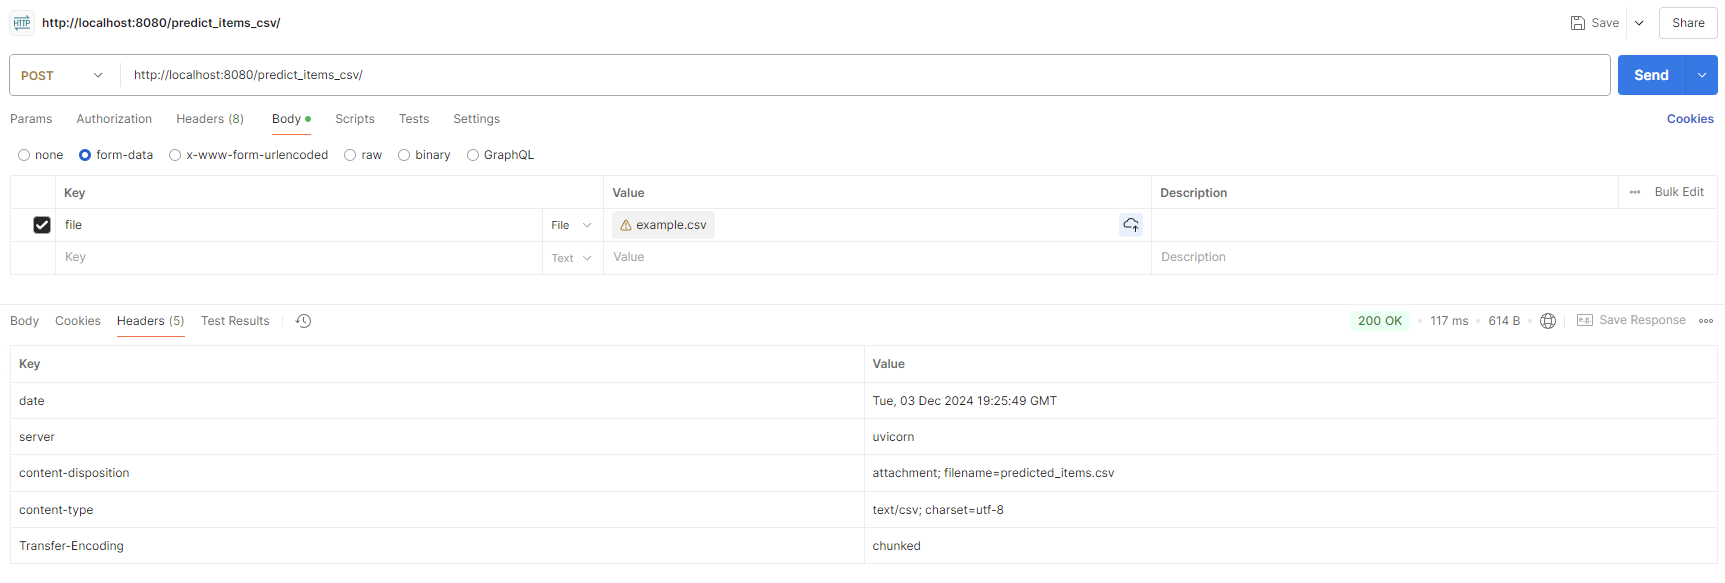 HTTP http://localhost:8080/predict_items_csv/ Save Share
POST http://localhost:8080/predict_items_csv/ Send
Params Authorization Headers (8) Body Scripts Tests Settings Cookies
none form-data x-www-form-urlencoded raw binary GraphQL
Key Value Description Bulk Edit
file File example.csv
Key Text Value Description
Body Cookies Headers (5) Test Results 200 OK 117 ms 614 B e.g. Save Response
Key Value
date Tue, 03 Dec 2024 19:25:49 GMT
server uvicorn
content-disposition attachment; filename=predicted_items.csv
content-type text/csv; charset=utf-8
Transfer-Encoding chunked